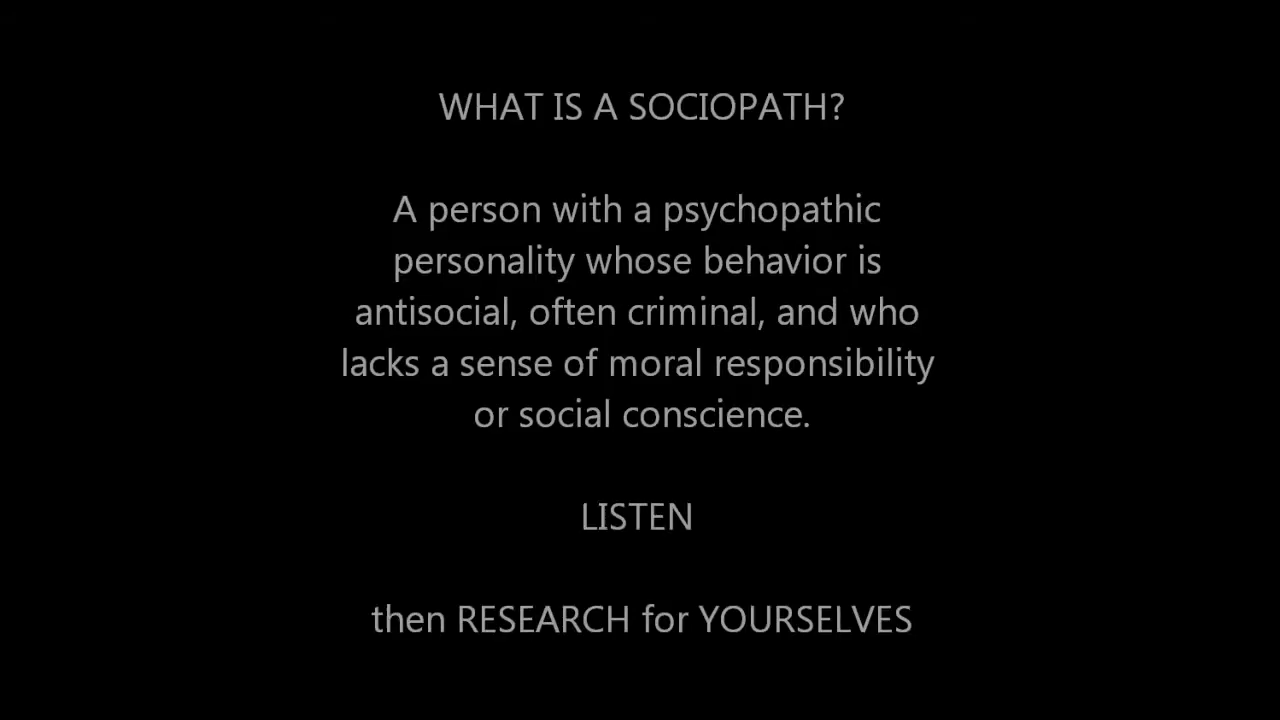 WHAT IS A SOCIOPATH?
A person with a psychopathic
personality whose behavior is
antisocial, often criminal, and who
lacks a sense of moral responsibility
or social conscience.
LISTEN
then RESEARCH for YOURSELVES